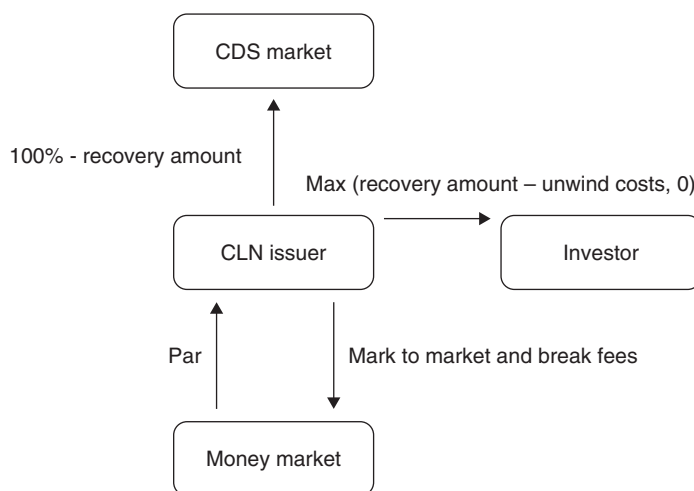 CDS market
100% - recovery amount
Max (recovery amount – unwind costs, 0)
CLN issuer
Investor
Par
Mark to market and break fees
Money market